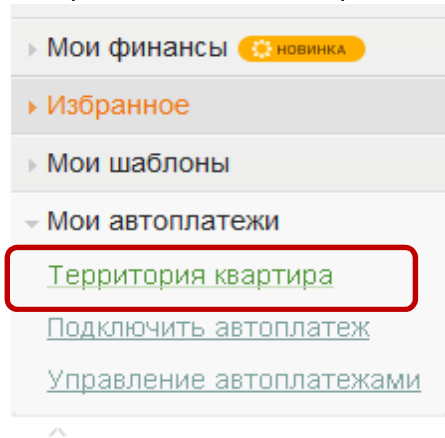 Мои финансы НОВИНКА
Избранное
Мои шаблоны
Мои автоплатежи
Территория квартира
Подключить автоплатеж
Управление автоплатежами